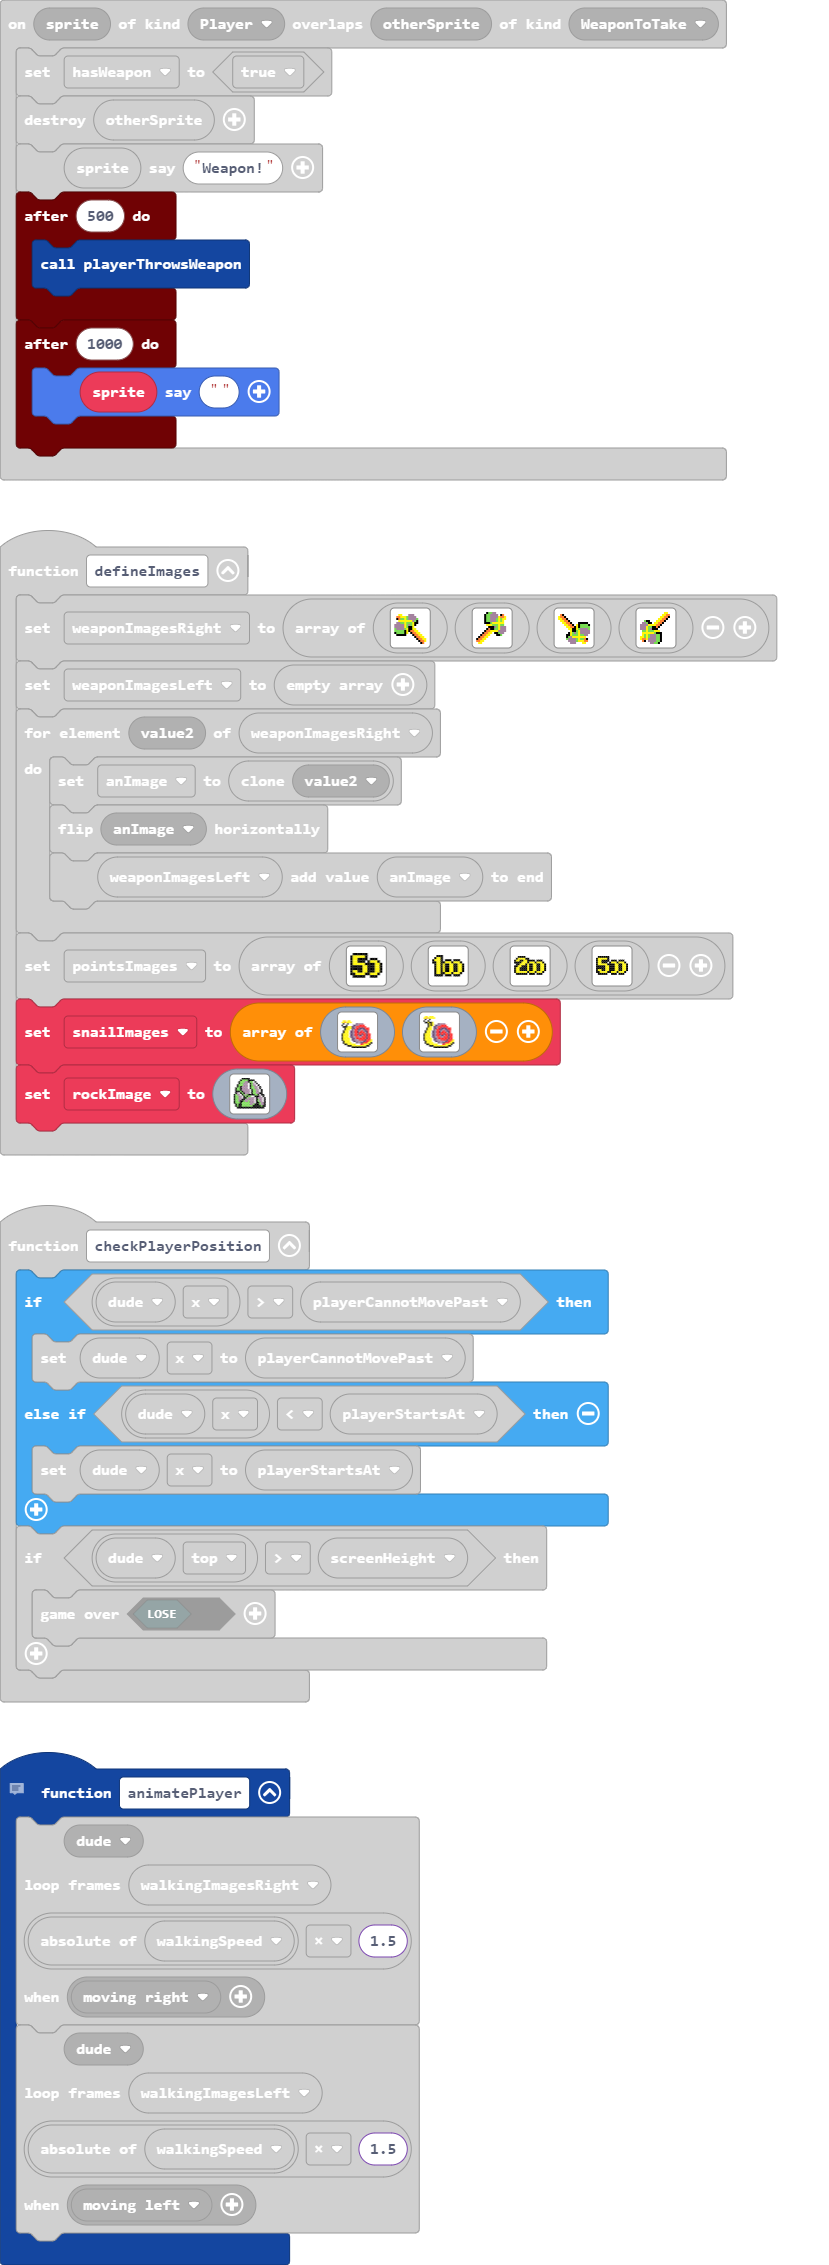 on sprite of kind Player overlaps otherSprite of kind WeaponToTake
set hasWeapon to true
destroy otherSprite
sprite say "Weapon!"
after 500 do
call playerThrowsWeapon
after 1000 do
sprite say " "
function defineImages
set weaponImagesRight to array of
set weaponImagesLeft to empty array
for element value2 of weaponImagesRight
do
set anImage to clone value2
flip anImage horizontally
weaponImagesLeft add value anImage to end
set pointsImages to array of 50 100 200 500
set snailImages to array of
set rockImage to
function checkPlayerPosition
if dude x > playerCannotMovePast then
set dude x to playerCannotMovePast
else if dude x < playerStartsAt then
set dude x to playerStartsAt
if dude top > screenHeight then
game over LOSE
function animatePlayer
dude
loop frames walkingImagesRight
absolute of walkingSpeed × 1.5
when moving right
dude
loop frames walkingImagesLeft
absolute of walkingSpeed × 1.5
when moving left